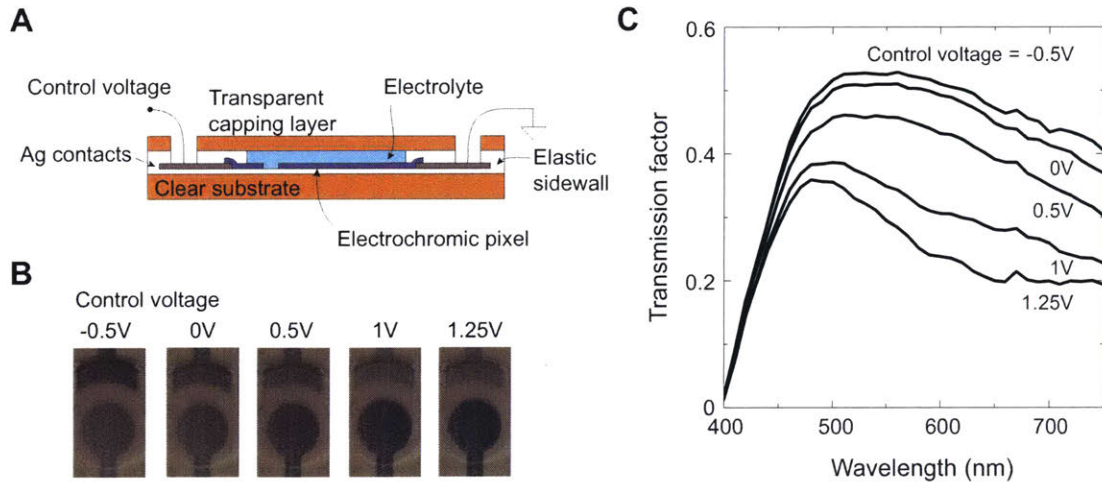 A
Control voltage
Transparent
capping layer
Electrolyte
Ag contacts
Elastic
sidewall
Clear substrate
Electrochromic pixel
B
Control voltage
-0.5V 0V 0.5V 1V 1.25V
C
0.6
0.4
0.2
0
Transmission factor
Control voltage = -0.5V
0V
0.5V
1V
1.25V
400 500 600 700
Wavelength (nm)